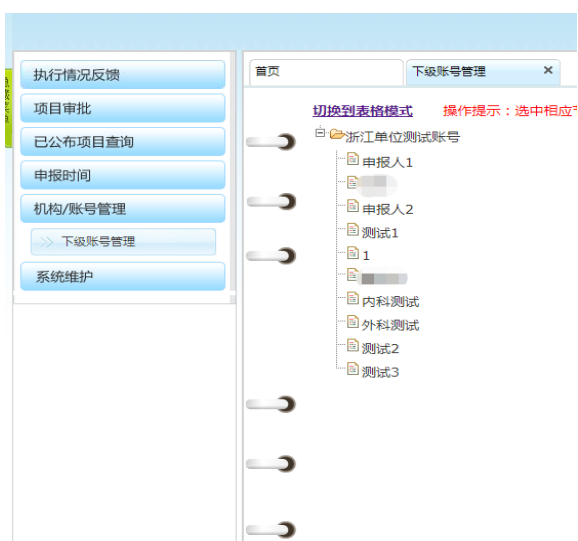 执行情况反馈
项目审批
已公布项目查询
申报时间
机构/账号管理
下级账号管理
系统维护
首页
下级账号管理
切换到表格模式 操作提示：选中相应
浙江单位测试账号
申报人1
申报人2
测试1
1
内科测试
外科测试
测试2
测试3